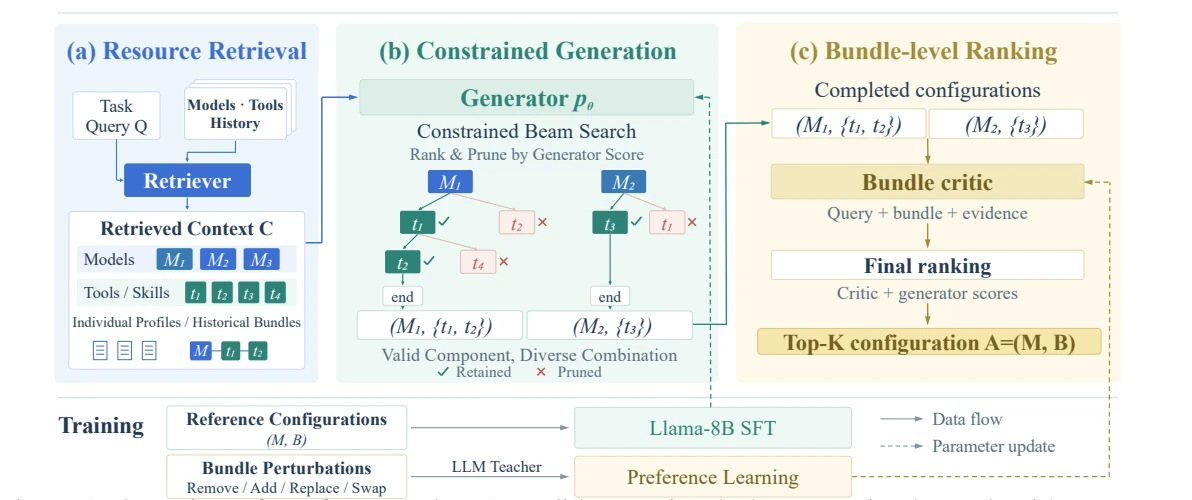 (a) Resource Retrieval
Task
Query Q
Models · Tools
History
Retriever
Retrieved Context C
Models M₁ M₂ M₃
Tools / Skills t₁ t₂ t₃ t₄
Individual Profiles / Historical Bundles
M t₁ t₂
(b) Constrained Generation
Generator pθ
Constrained Beam Search
Rank & Prune by Generator Score
M₁ M₂
t₁ ✓ t₂ × t₃ ✓ t₁ ×
t₂ ✓ t₄ ×
end end
(M₁, {t₁, t₂}) (M₂, {t₃})
Valid Component, Diverse Combination
✓ Retained × Pruned
(c) Bundle-level Ranking
Completed configurations
(M₁, {t₁, t₂}) (M₂, {t₃})
Bundle critic
Query + bundle + evidence
Final ranking
Critic + generator scores
Top-K configuration A=(M, B)
Training
Reference Configurations
(M, B)
Llama-8B SFT
Bundle Perturbations
Remove / Add / Replace / Swap
LLM Teacher
Preference Learning
Data flow
Parameter update